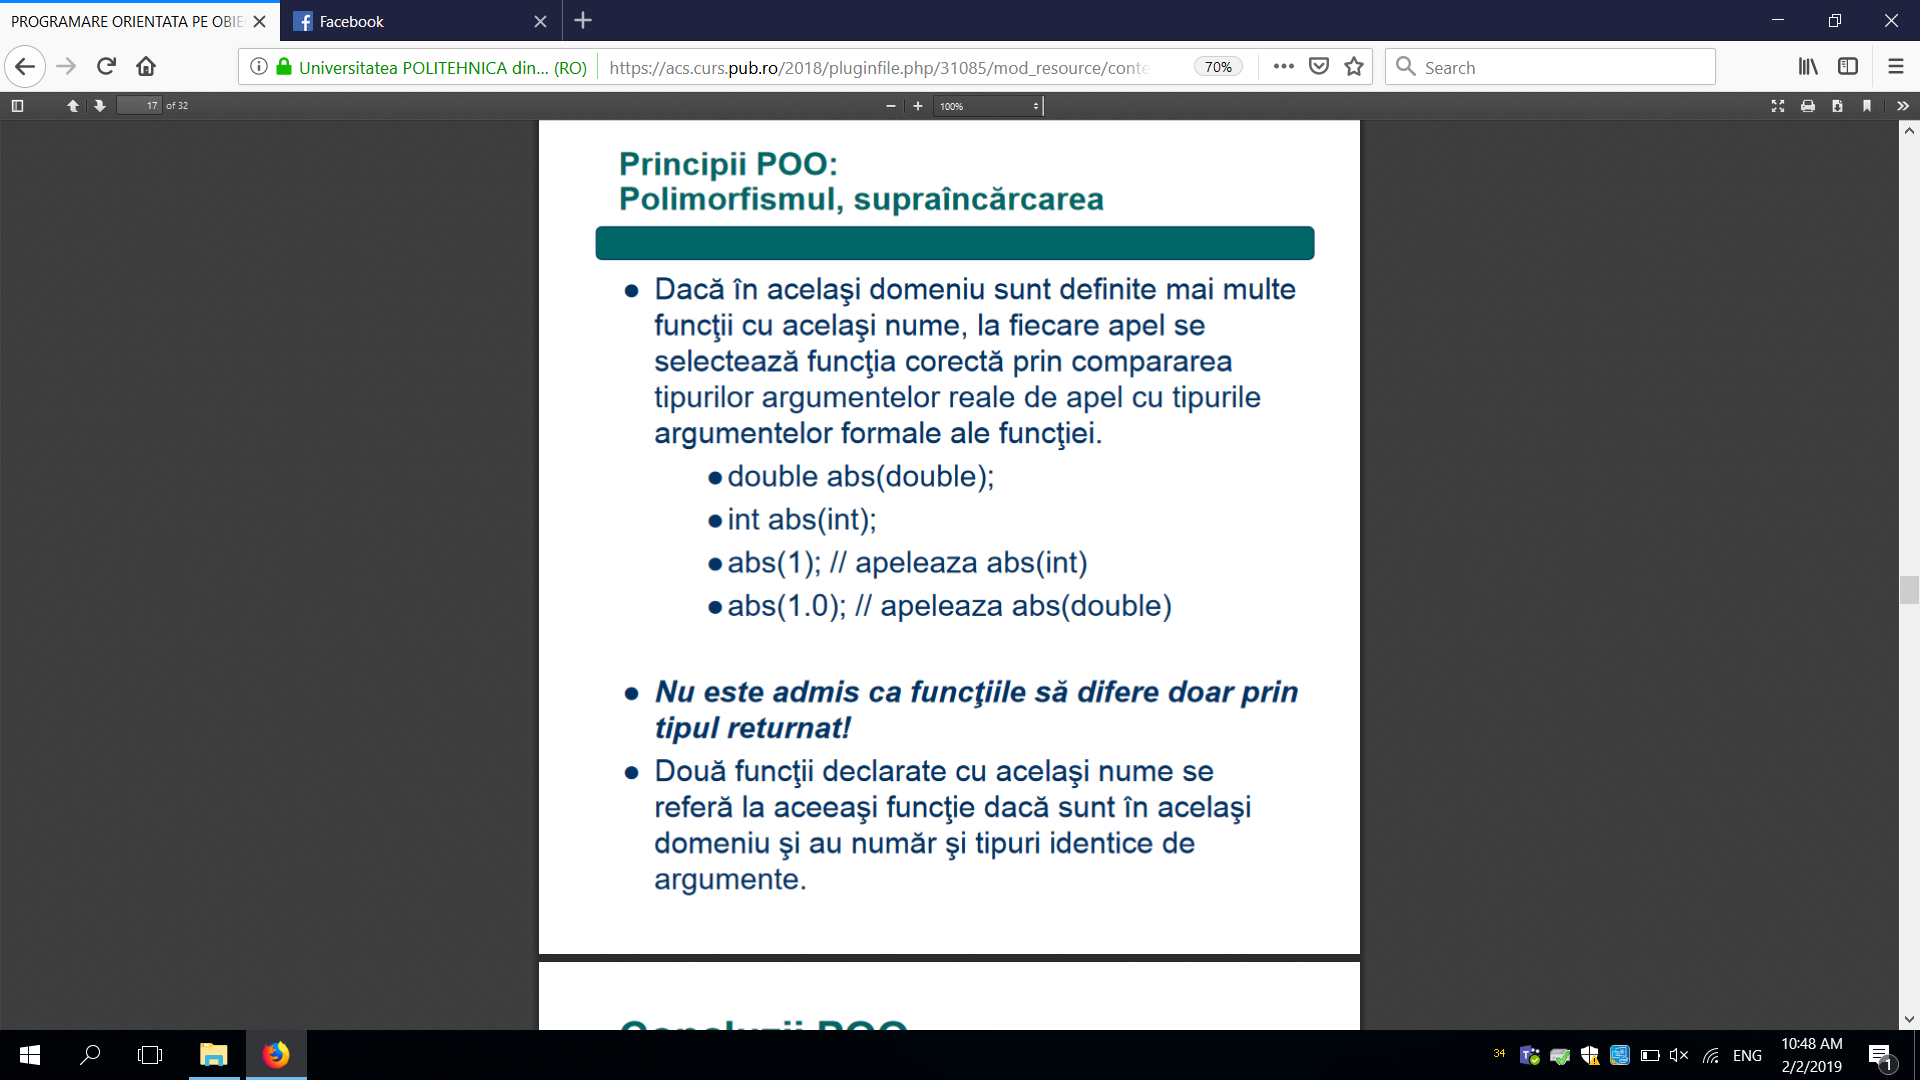 PROGRAMARE ORIENTATA PE OBIE
Facebook
Universitatea POLITEHNICA din... (RO)
https://acs.curs.pub.ro/2018/pluginfile.php/31085/mod_resource/conte
70%
Search
17 of 32
100%
Principii POO:
Polimorfismul, supraîncărcarea
● Dacă în acelaşi domeniu sunt definite mai multe
funcţii cu acelaşi nume, la fiecare apel se
selectează funcţia corectă prin compararea
tipurilor argumentelor reale de apel cu tipurile
argumentelor formale ale funcţiei.
● double abs(double);
● int abs(int);
● abs(1); // apeleaza abs(int)
● abs(1.0); // apeleaza abs(double)
● Nu este admis ca funcţiile să difere doar prin
tipul returnat!
● Două funcţii declarate cu acelaşi nume se
referă la aceeaşi funcţie dacă sunt în acelaşi
domeniu şi au număr şi tipuri identice de
argumente.
Concluzii POO
34
ENG
10:48 AM
2/2/2019
1